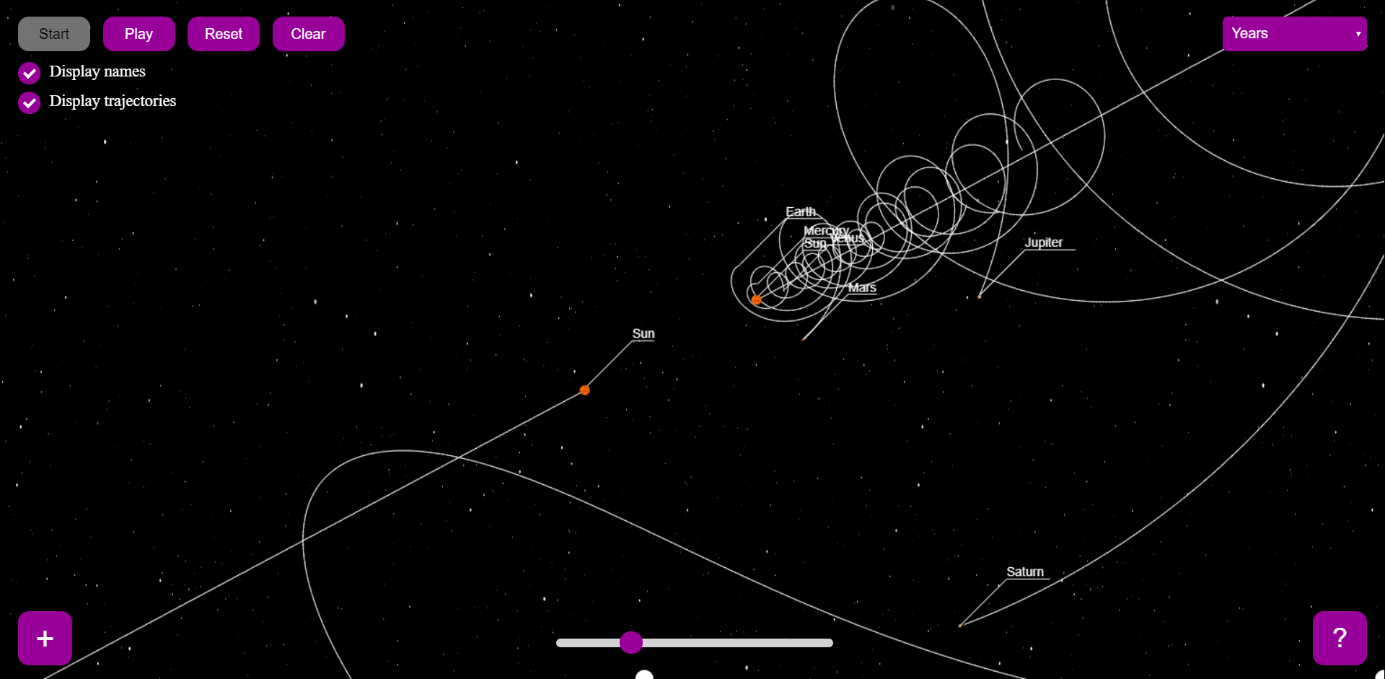 Start Play Reset Clear Years
Display names
Display trajectories
Earth
Mercury
Sun Venus
Jupiter
Mars
Sun
Saturn
+ ?